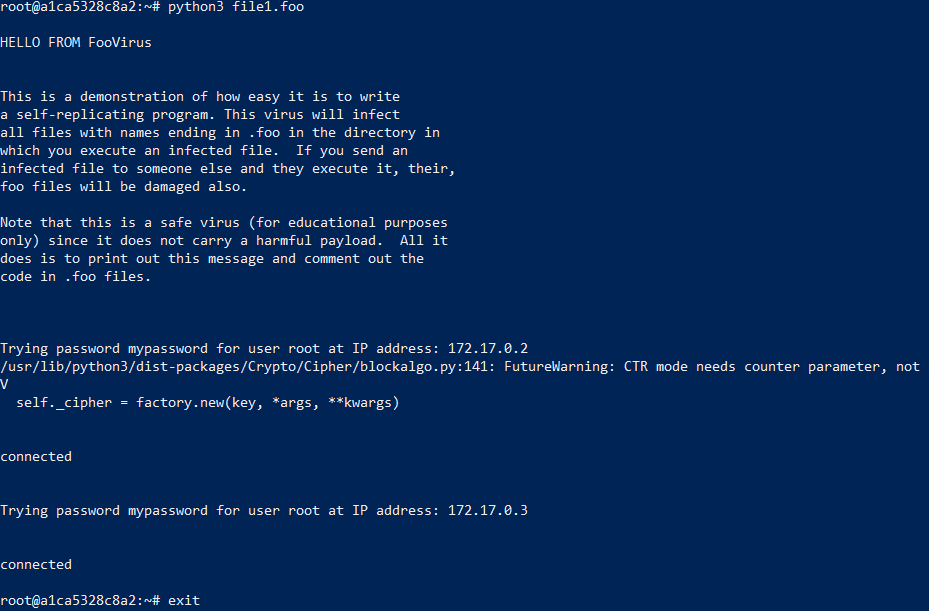 root@a1ca5328c8a2:~# python3 file1.foo
HELLO FROM FooVirus
This is a demonstration of how easy it is to write
a self-replicating program. This virus will infect
all files with names ending in .foo in the directory in
which you execute an infected file.  If you send an
infected file to someone else and they execute it, their,
foo files will be damaged also.
Note that this is a safe virus (for educational purposes
only) since it does not carry a harmful payload.  All it
does is to print out this message and comment out the
code in .foo files.
Trying password mypassword for user root at IP address: 172.17.0.2
/usr/lib/python3/dist-packages/Crypto/Cipher/blockalgo.py:141: FutureWarning: CTR mode needs counter parameter, not
V
  self._cipher = factory.new(key, *args, **kwargs)
connected
Trying password mypassword for user root at IP address: 172.17.0.3
connected
root@a1ca5328c8a2:~# exit